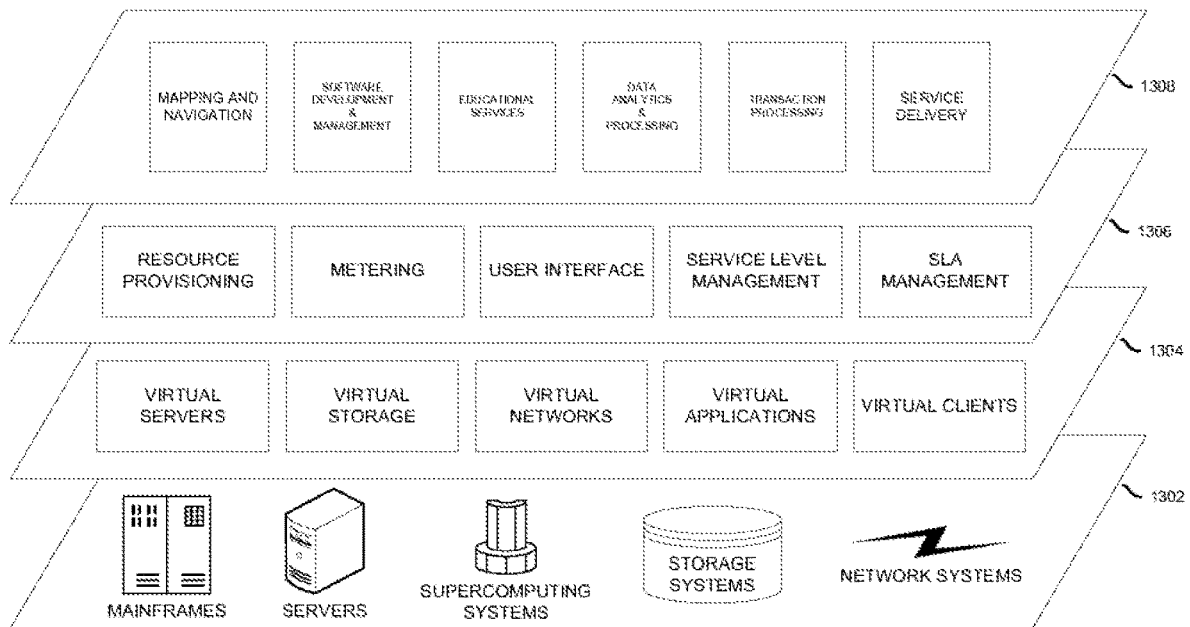 MAPPING AND
NAVIGATION
SOFTWARE
DEVELOPMENT
&
MANAGEMENT
EDUCATIONAL
SERVICES
DATA
ANALYTICS
&
PROCESSING
TRANSACTION
PROCESSING
SERVICE
DELIVERY
1308
RESOURCE
PROVISIONING
METERING
USER INTERFACE
SERVICE LEVEL
MANAGEMENT
SLA
MANAGEMENT
1306
VIRTUAL
SERVERS
VIRTUAL
STORAGE
VIRTUAL
NETWORKS
VIRTUAL
APPLICATIONS
VIRTUAL CLIENTS
1304
MAINFRAMES
SERVERS
SUPERCOMPUTING
SYSTEMS
STORAGE
SYSTEMS
NETWORK SYSTEMS
1302